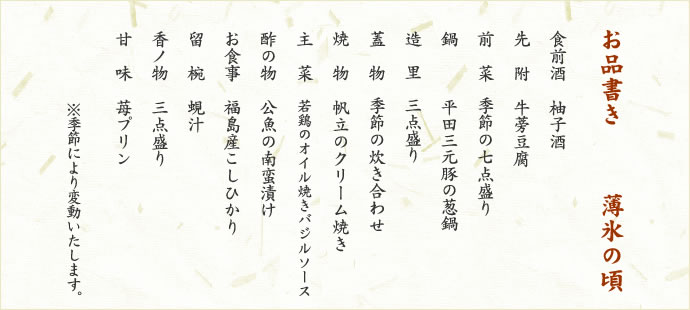 お品書き 薄氷の頃
食前酒 柚子酒
先附 牛蒡豆腐
前菜 季節の七点盛り
鍋 平田三元豚の葱鍋
造里 三点盛り
蓋物 季節の炊き合わせ
焼物 帆立のクリーム焼き
主菜 若鶏のオイル焼きバジルソース
酢の物 公魚の南蛮漬け
お食事 福島産こしひかり
留椀 蜆汁
香ノ物 三点盛り
甘味 苺プリン
※季節により変動いたします。